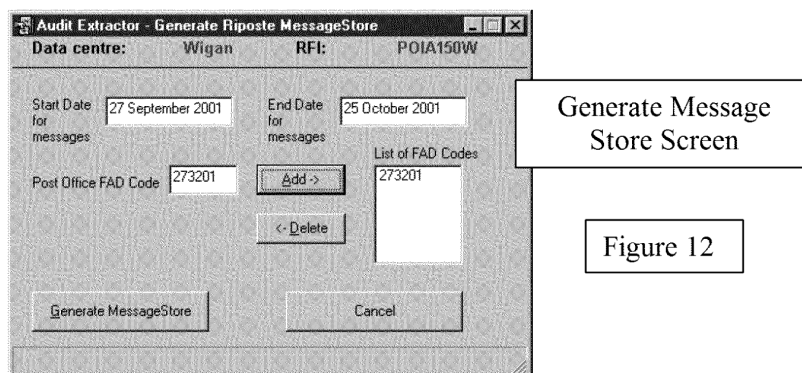 Audit Extractor - Generate Riposte MessageStore
Data centre: Wigan RFI: POIA150W
Start Date
for
messages
27 September 2001
End Date
for
messages
25 October 2001
List of FAD Codes
Post Office FAD Code
273201
Add ->
273201
<- Delete
Generate MessageStore
Cancel
Generate Message
Store Screen
Figure 12